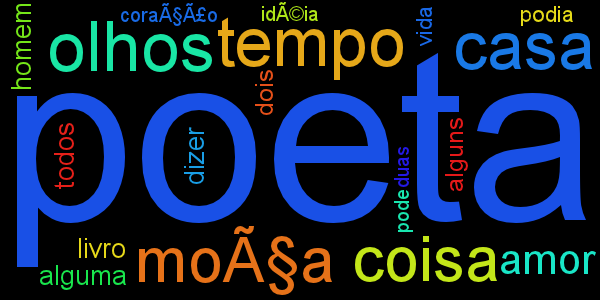 homem
coraÃ§Ã£o
idÃ©ia
vida
podia
olhos
tempo
casa
dois
poeta
todos
dizer
pode
duas
alguns
livro
alguma
moÃ§a
coisa
amor